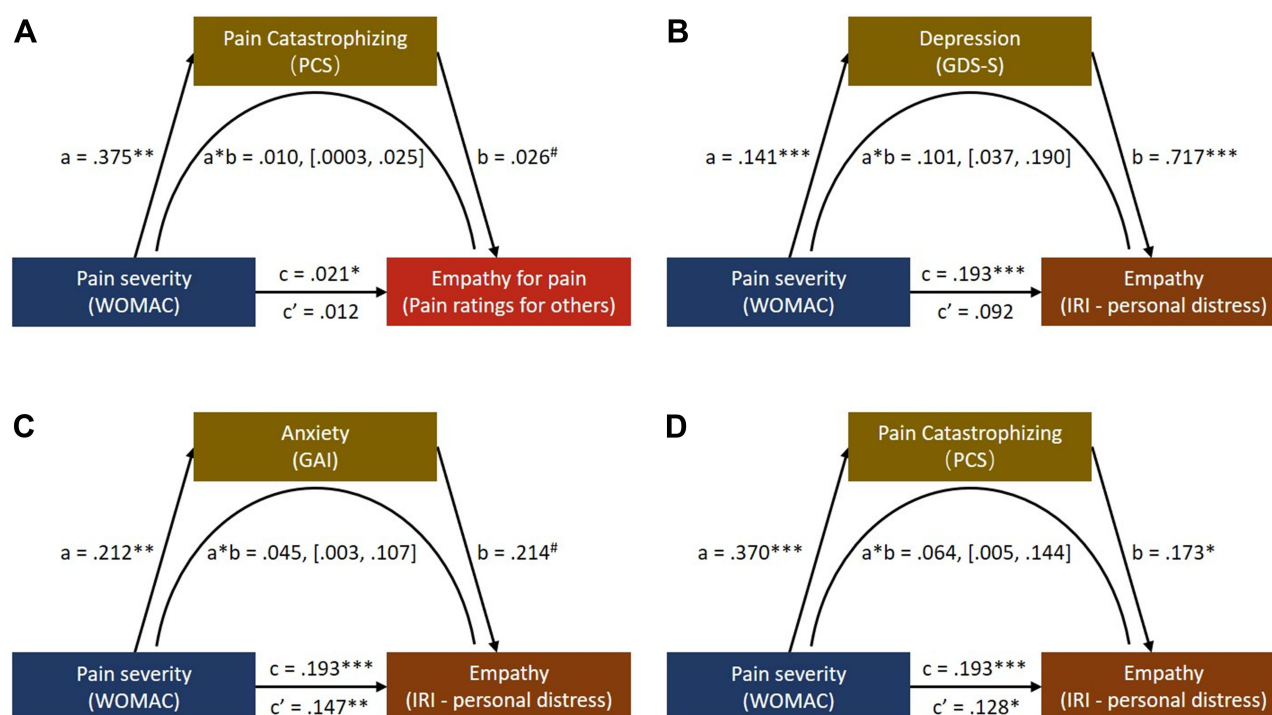 A
Pain Catastrophizing
（PCS）
a = .375**
a*b = .010, [.0003, .025]
b = .026#
Pain severity
(WOMAC)
c = .021*
c’ = .012
Empathy for pain
(Pain ratings for others)
B
Depression
(GDS-S)
a = .141***
a*b = .101, [.037, .190]
b = .717***
Pain severity
(WOMAC)
c = .193***
c’ = .092
Empathy
(IRI - personal distress)
C
Anxiety
(GAI)
a = .212**
a*b = .045, [.003, .107]
b = .214#
Pain severity
(WOMAC)
c = .193***
c’ = .147**
Empathy
(IRI - personal distress)
D
Pain Catastrophizing
（PCS）
a = .370***
a*b = .064, [.005, .144]
b = .173*
Pain severity
(WOMAC)
c = .193***
c’ = .128*
Empathy
(IRI - personal distress)